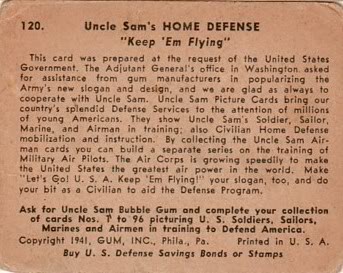 120. Uncle Sam's HOME DEFENSE
"Keep 'Em Flying"
This card was prepared at the request of the United States
Government. The Adjutant General's office in Washington asked
for assistance from gum manufacturers in popularizing the
Army's new slogan and design, and we are glad as always to
cooperate with Uncle Sam. Uncle Sam Picture Cards bring our
country's splendid Defense Services to the attention of millions
of young Americans. They show Uncle Sam's Soldier, Sailor,
Marine, and Airman in training; also Civilian Home Defense
mobilization and instruction. By collecting the Uncle Sam Air-
man cards you can build a separate series on the training of
Military Air Pilots. The Air Corps is growing speedily to make
the United States the greatest air power in the world. Make
"Let's Go! U. S. A. Keep 'Em Flying!" your slogan, too, and do
your bit as a Civilian to aid the Defense Program.
Ask for Uncle Sam Bubble Gum and complete your collection
of cards Nos. 1 to 96 picturing U. S. Soldiers, Sailors,
Marines and Airmen in training to Defend America.
Copyright 1941, GUM, INC., Phila., Pa. Printed in U. S. A.
Buy U. S. Defense Savings Bonds or Stamps